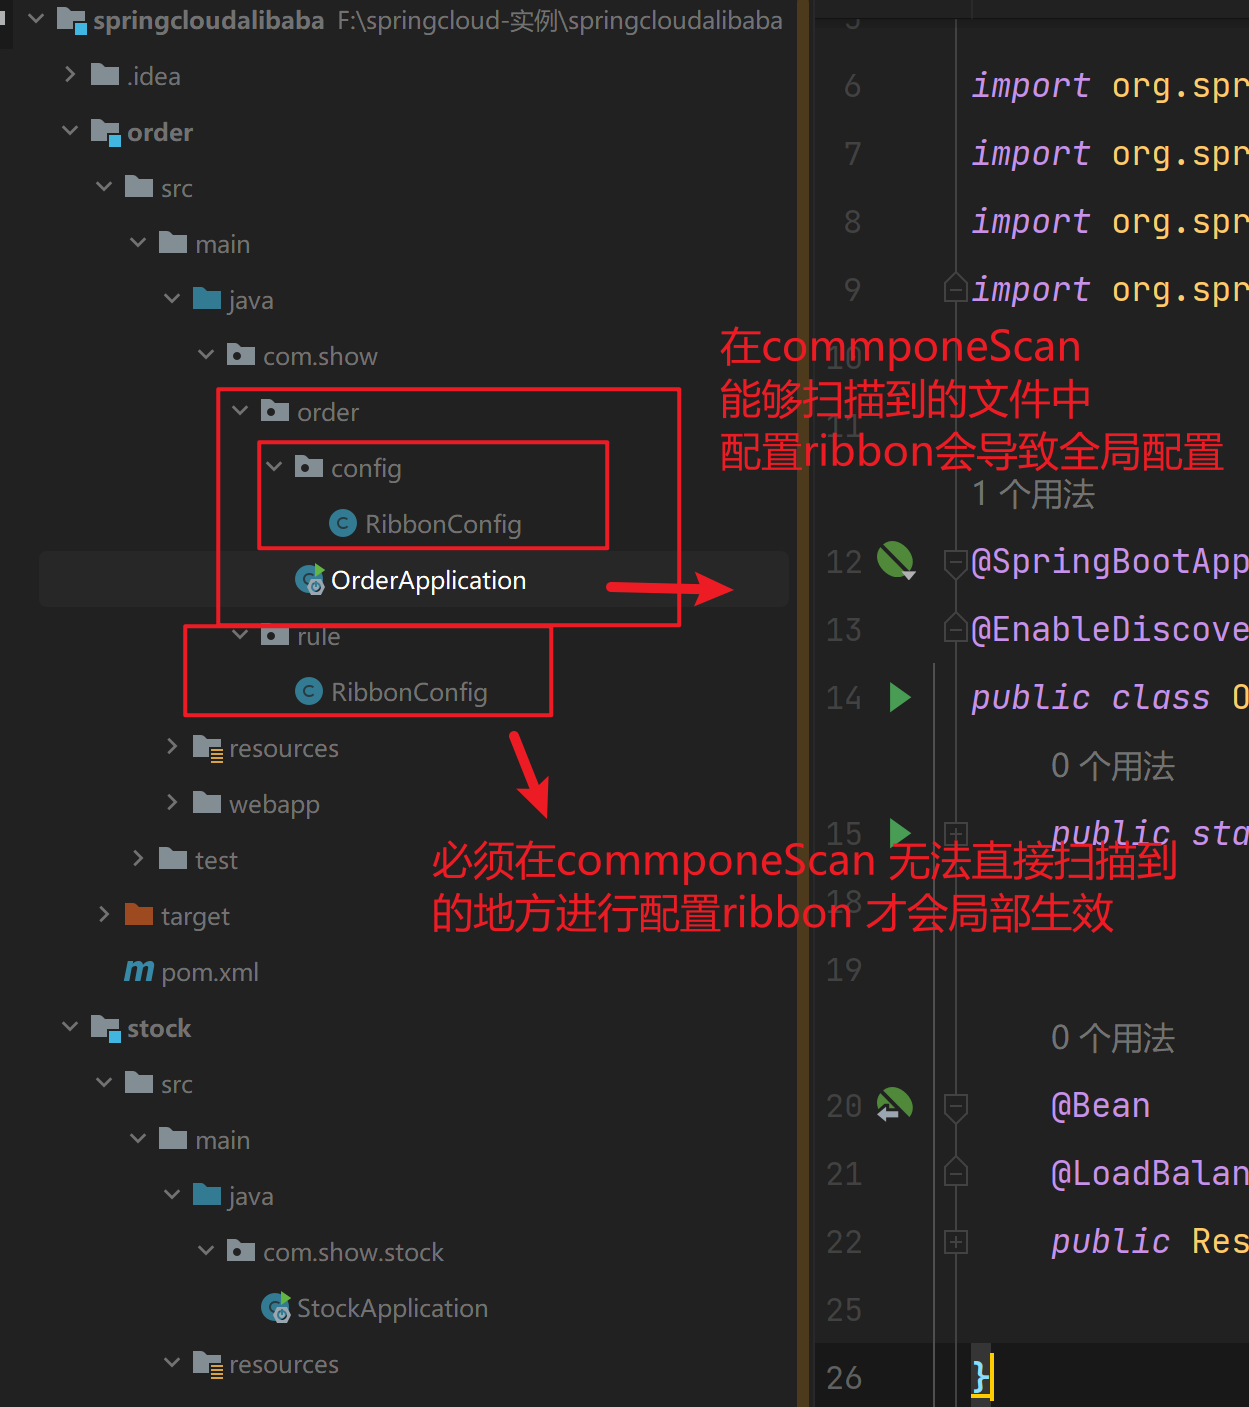 springcloudalibaba F:\springcloud-实例\springcloudalibaba
.idea
order
src
main
java
com.show
order
config
RibbonConfig
OrderApplication
rule
RibbonConfig
resources
webapp
test
target
pom.xml
stock
src
main
java
com.show.stock
StockApplication
resources
5
6 import org.spr
7 import org.spr
8 import org.spr
9 import org.spr
10
11
1 个用法
12 @SpringBootApp
13 @EnableDiscove
14 public class O
0 个用法
15 public sta
18
19
0 个用法
20 @Bean
21 @LoadBalan
22 public Res
25
26 }
在commponeScan
能够扫描到的文件中
配置ribbon会导致全局配置
必须在commponeScan 无法直接扫描到
的地方进行配置ribbon 才会局部生效